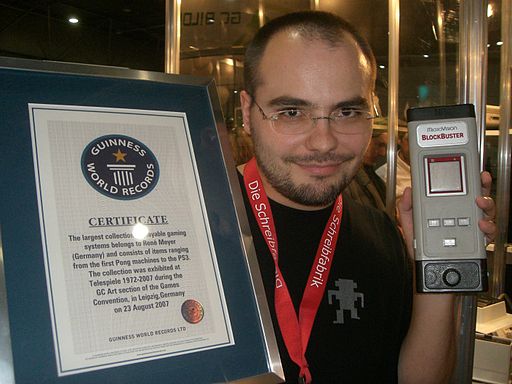 GC BILD
GUINNESS
WORLD RECORDS
CERTIFICATE
The largest collection playable gaming
systems belongs to René Meyer
(Germany) and consists of items ranging
from the first Pong machines to the PS3
The collection was exhibited at
Telespiele 1972-2007 during the
GC Art section of the Games
Convention, in Leipzig, Germany
on 23 August 2007
GUINNESS WORLD RECORDS LTD
Die Schreibfabrik
Schreibfabrik
MicroVision
BLOCKBUSTER